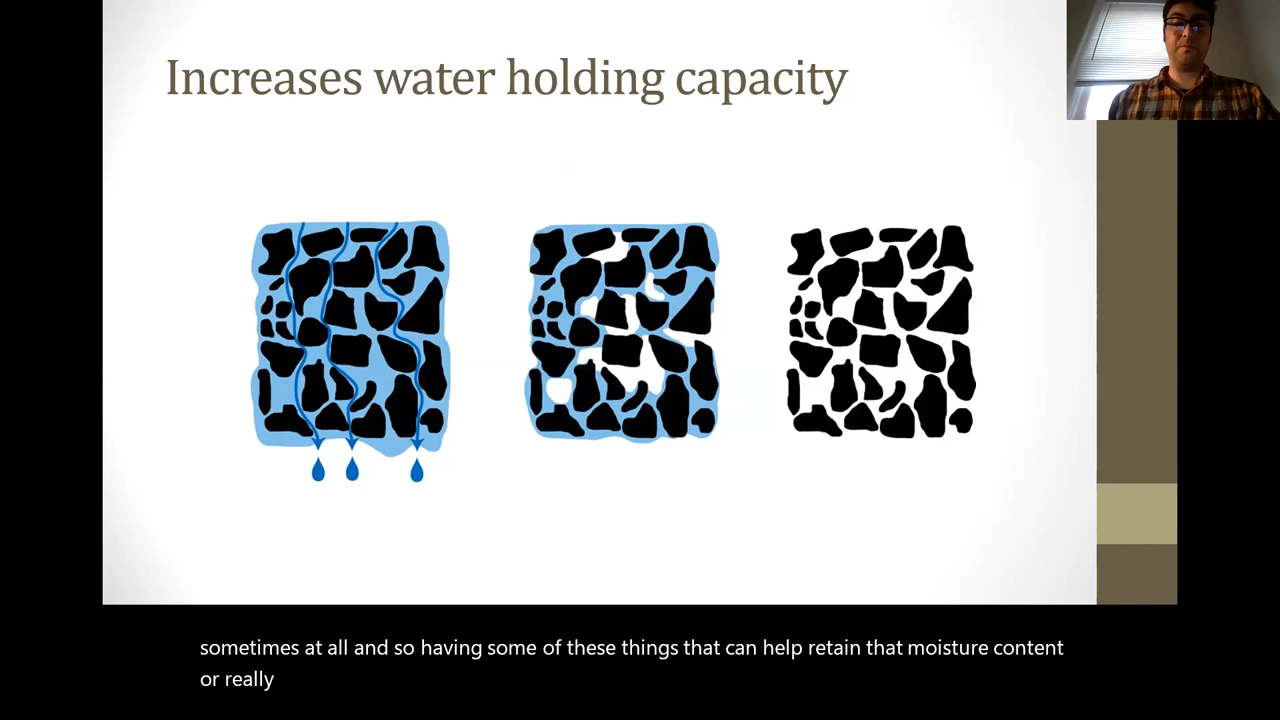 Increases water holding capacity
sometimes at all and so having some of these things that can help retain that moisture content
or really